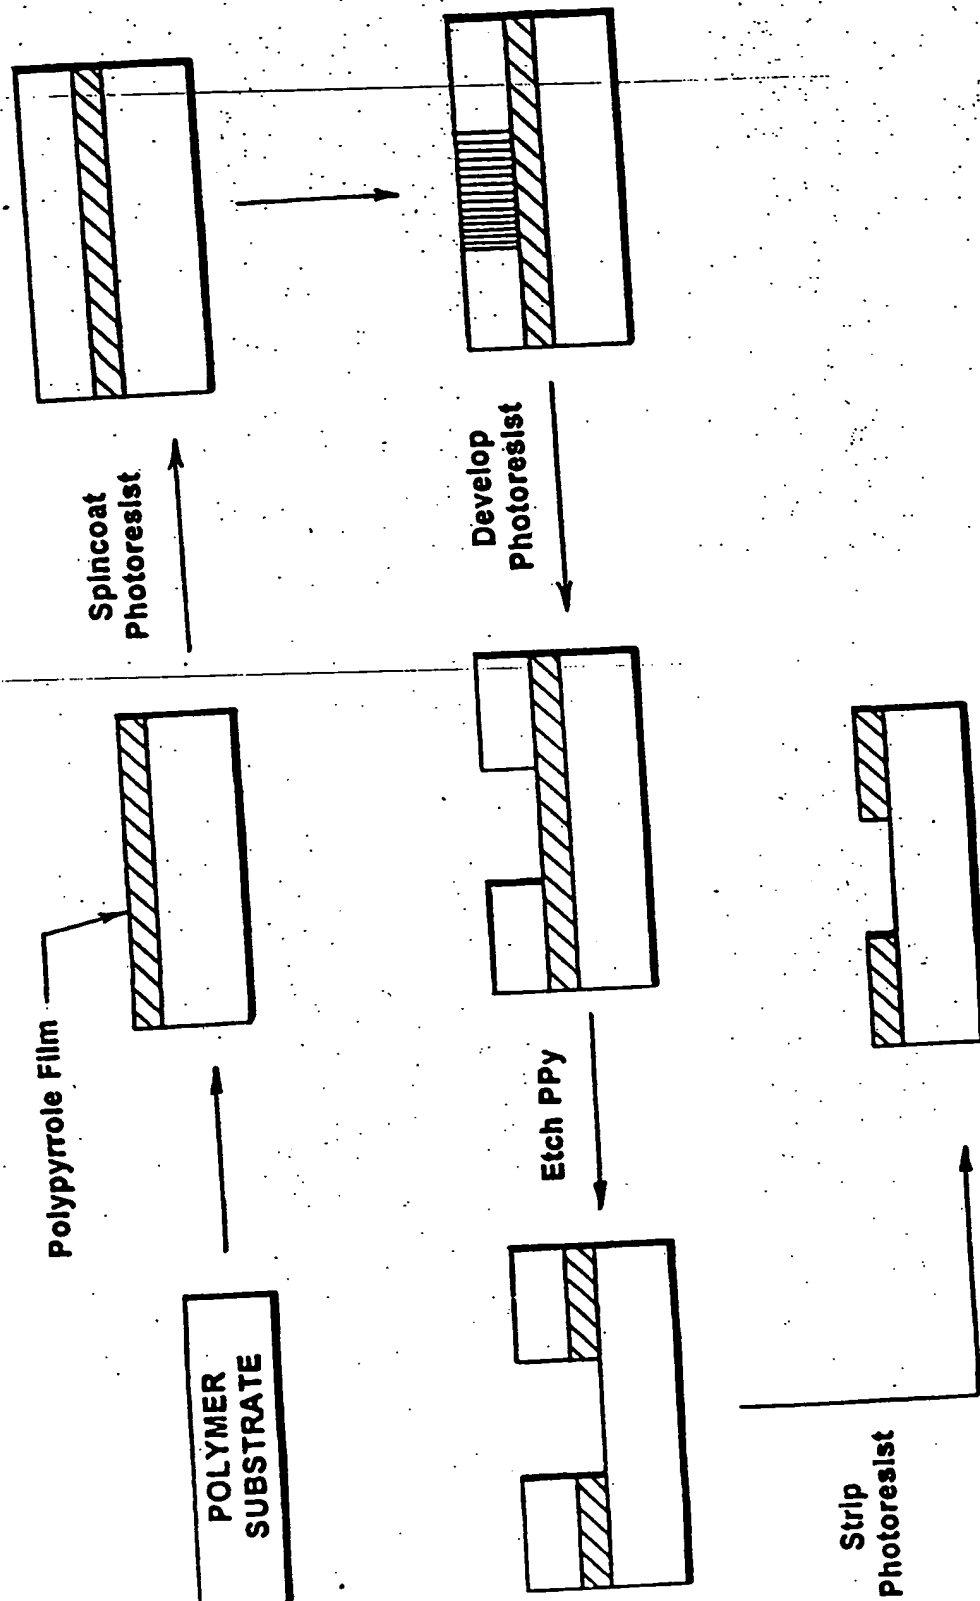 POLYMER
SUBSTRATE
Polypyrrole Film
Spincoat
Photoresist
Develop
Photoresist
Etch PPy
Strip
Photoresist